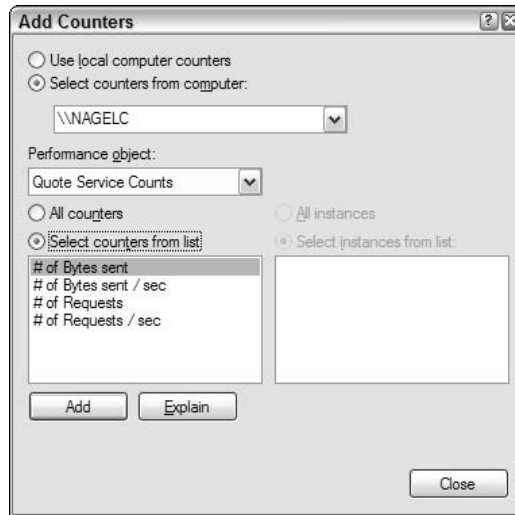 Add Counters
Use local computer counters
Select counters from computer:
\\NAGELC
Performance object:
Quote Service Counts
All counters
All instances
Select counters from list
Select instances from list:
# of Bytes sent
# of Bytes sent / sec
# of Requests
# of Requests / sec
Add
Explain
Close